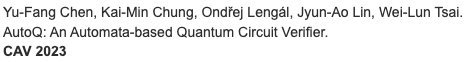 Yu-Fang Chen, Kai-Min Chung, Ondřej Lengál, Jyun-Ao Lin, Wei-Lun Tsai.
AutoQ: An Automata-based Quantum Circuit Verifier.
CAV 2023